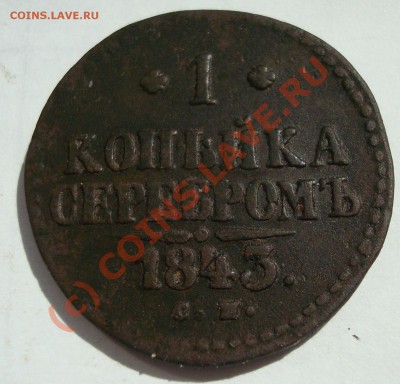 COINS.LAVE.RU
1
КОПѢЙКА
СЕРЕБРОМЪ
1843.
(c) COINS.LAVE.RU